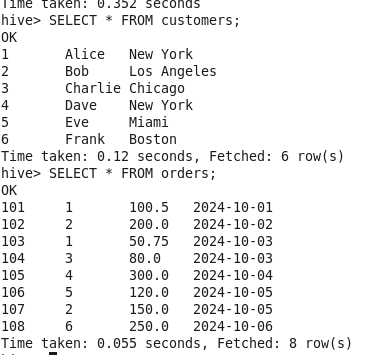 Time taken: 0.352 seconds
hive> SELECT * FROM customers;
OK
1 Alice New York
2 Bob Los Angeles
3 Charlie Chicago
4 Dave New York
5 Eve Miami
6 Frank Boston
Time taken: 0.12 seconds, Fetched: 6 row(s)
hive> SELECT * FROM orders;
OK
101 1 100.5 2024-10-01
102 2 200.0 2024-10-02
103 1 50.75 2024-10-03
104 3 80.0 2024-10-03
105 4 300.0 2024-10-04
106 5 120.0 2024-10-05
107 2 150.0 2024-10-05
108 6 250.0 2024-10-06
Time taken: 0.055 seconds, Fetched: 8 row(s)